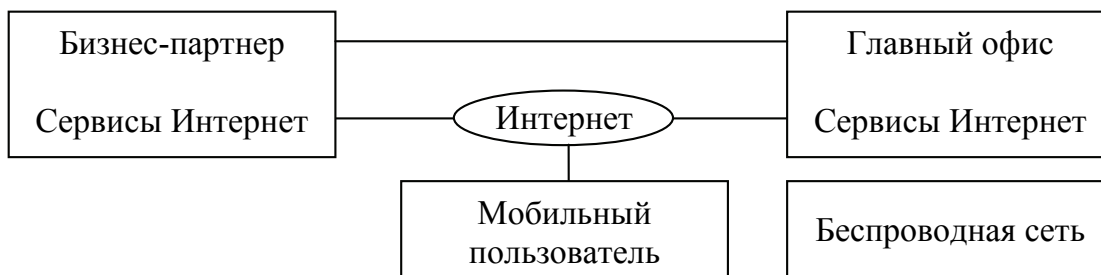 Бизнес-партнер
Главный офис
Сервисы Интернет
Интернет
Сервисы Интернет
Мобильный
пользователь
Беспроводная сеть